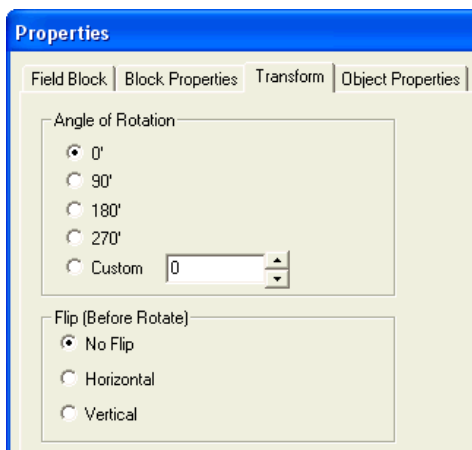 Properties
Field Block Block Properties Transform Object Properties
Angle of Rotation
0'
90'
180'
270'
Custom 0
Flip (Before Rotate)
No Flip
Horizontal
Vertical